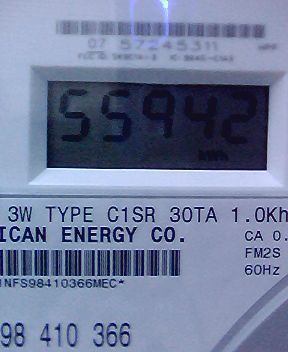 07 57245311
55942
kWh
3W TYPE C1SR 30TA 1.0Kh
ICAN ENERGY CO.
CA 0.
FM2S
60Hz
NFS98410366MEC*
98 410 366